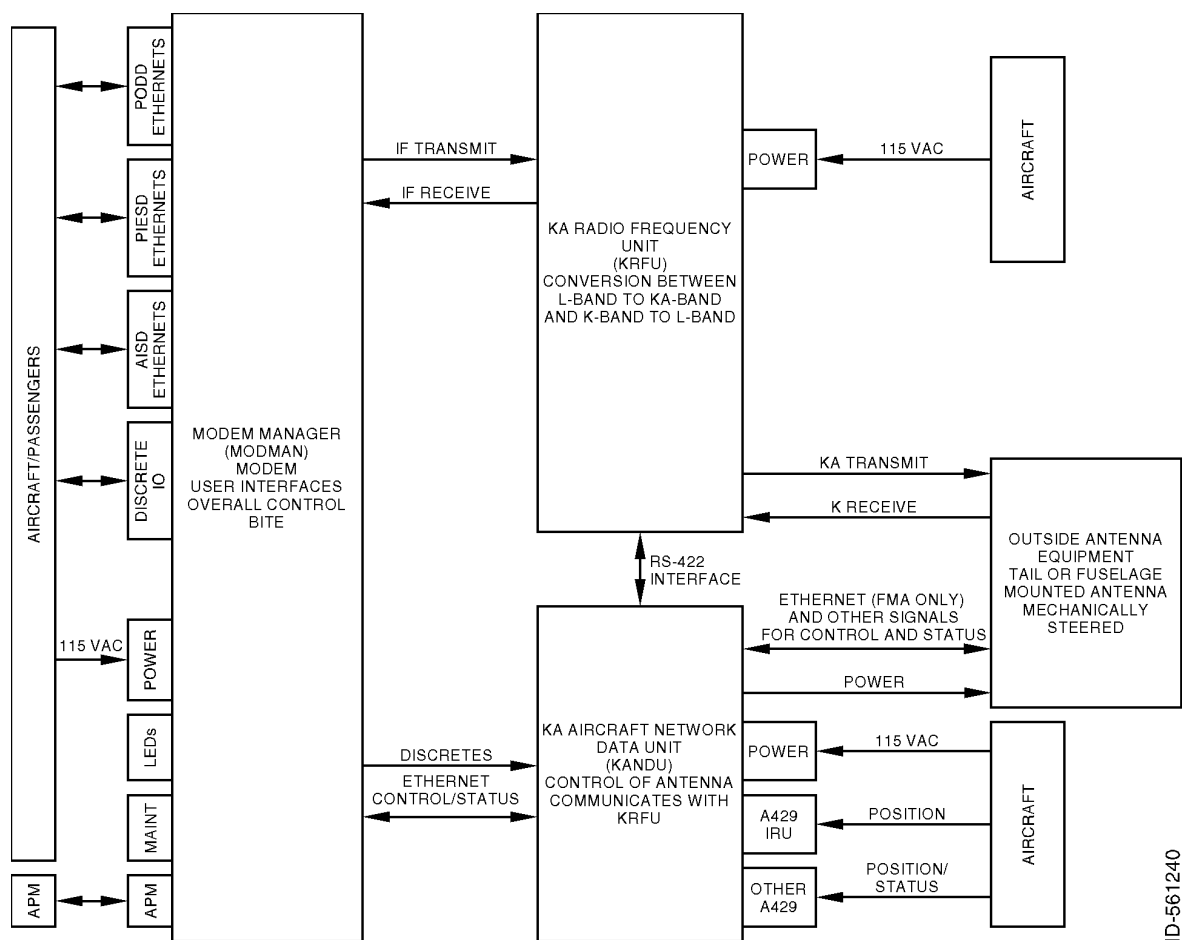 AIRCRAFT/PASSENGERS
APM
PODD
ETHERNETS
PIESD
ETHERNETS
AISD
ETHERNETS
DISCRETE
IO
115 VAC
POWER
LEDs
MAINT
APM
MODEM MANAGER
(MODMAN)
MODEM
USER INTERFACES
OVERALL CONTROL
BITE
IF TRANSMIT
IF RECEIVE
DISCRETES
ETHERNET
CONTROL/STATUS
KA RADIO FREQUENCY
UNIT
(KRFU)
CONVERSION BETWEEN
L-BAND TO KA-BAND
AND K-BAND TO L-BAND
RS-422
INTERFACE
KA AIRCRAFT NETWORK
DATA UNIT
(KANDU)
CONTROL OF ANTENNA
COMMUNICATES WITH
KRFU
POWER
115 VAC
AIRCRAFT
KA TRANSMIT
K RECEIVE
OUTSIDE ANTENNA
EQUIPMENT
TAIL OR FUSELAGE
MOUNTED ANTENNA
MECHANICALLY
STEERED
ETHERNET (FMA ONLY)
AND OTHER SIGNALS
FOR CONTROL AND STATUS
POWER
POWER
115 VAC
A429
IRU
POSITION
OTHER
A429
POSITION/
STATUS
AIRCRAFT
ID-561240